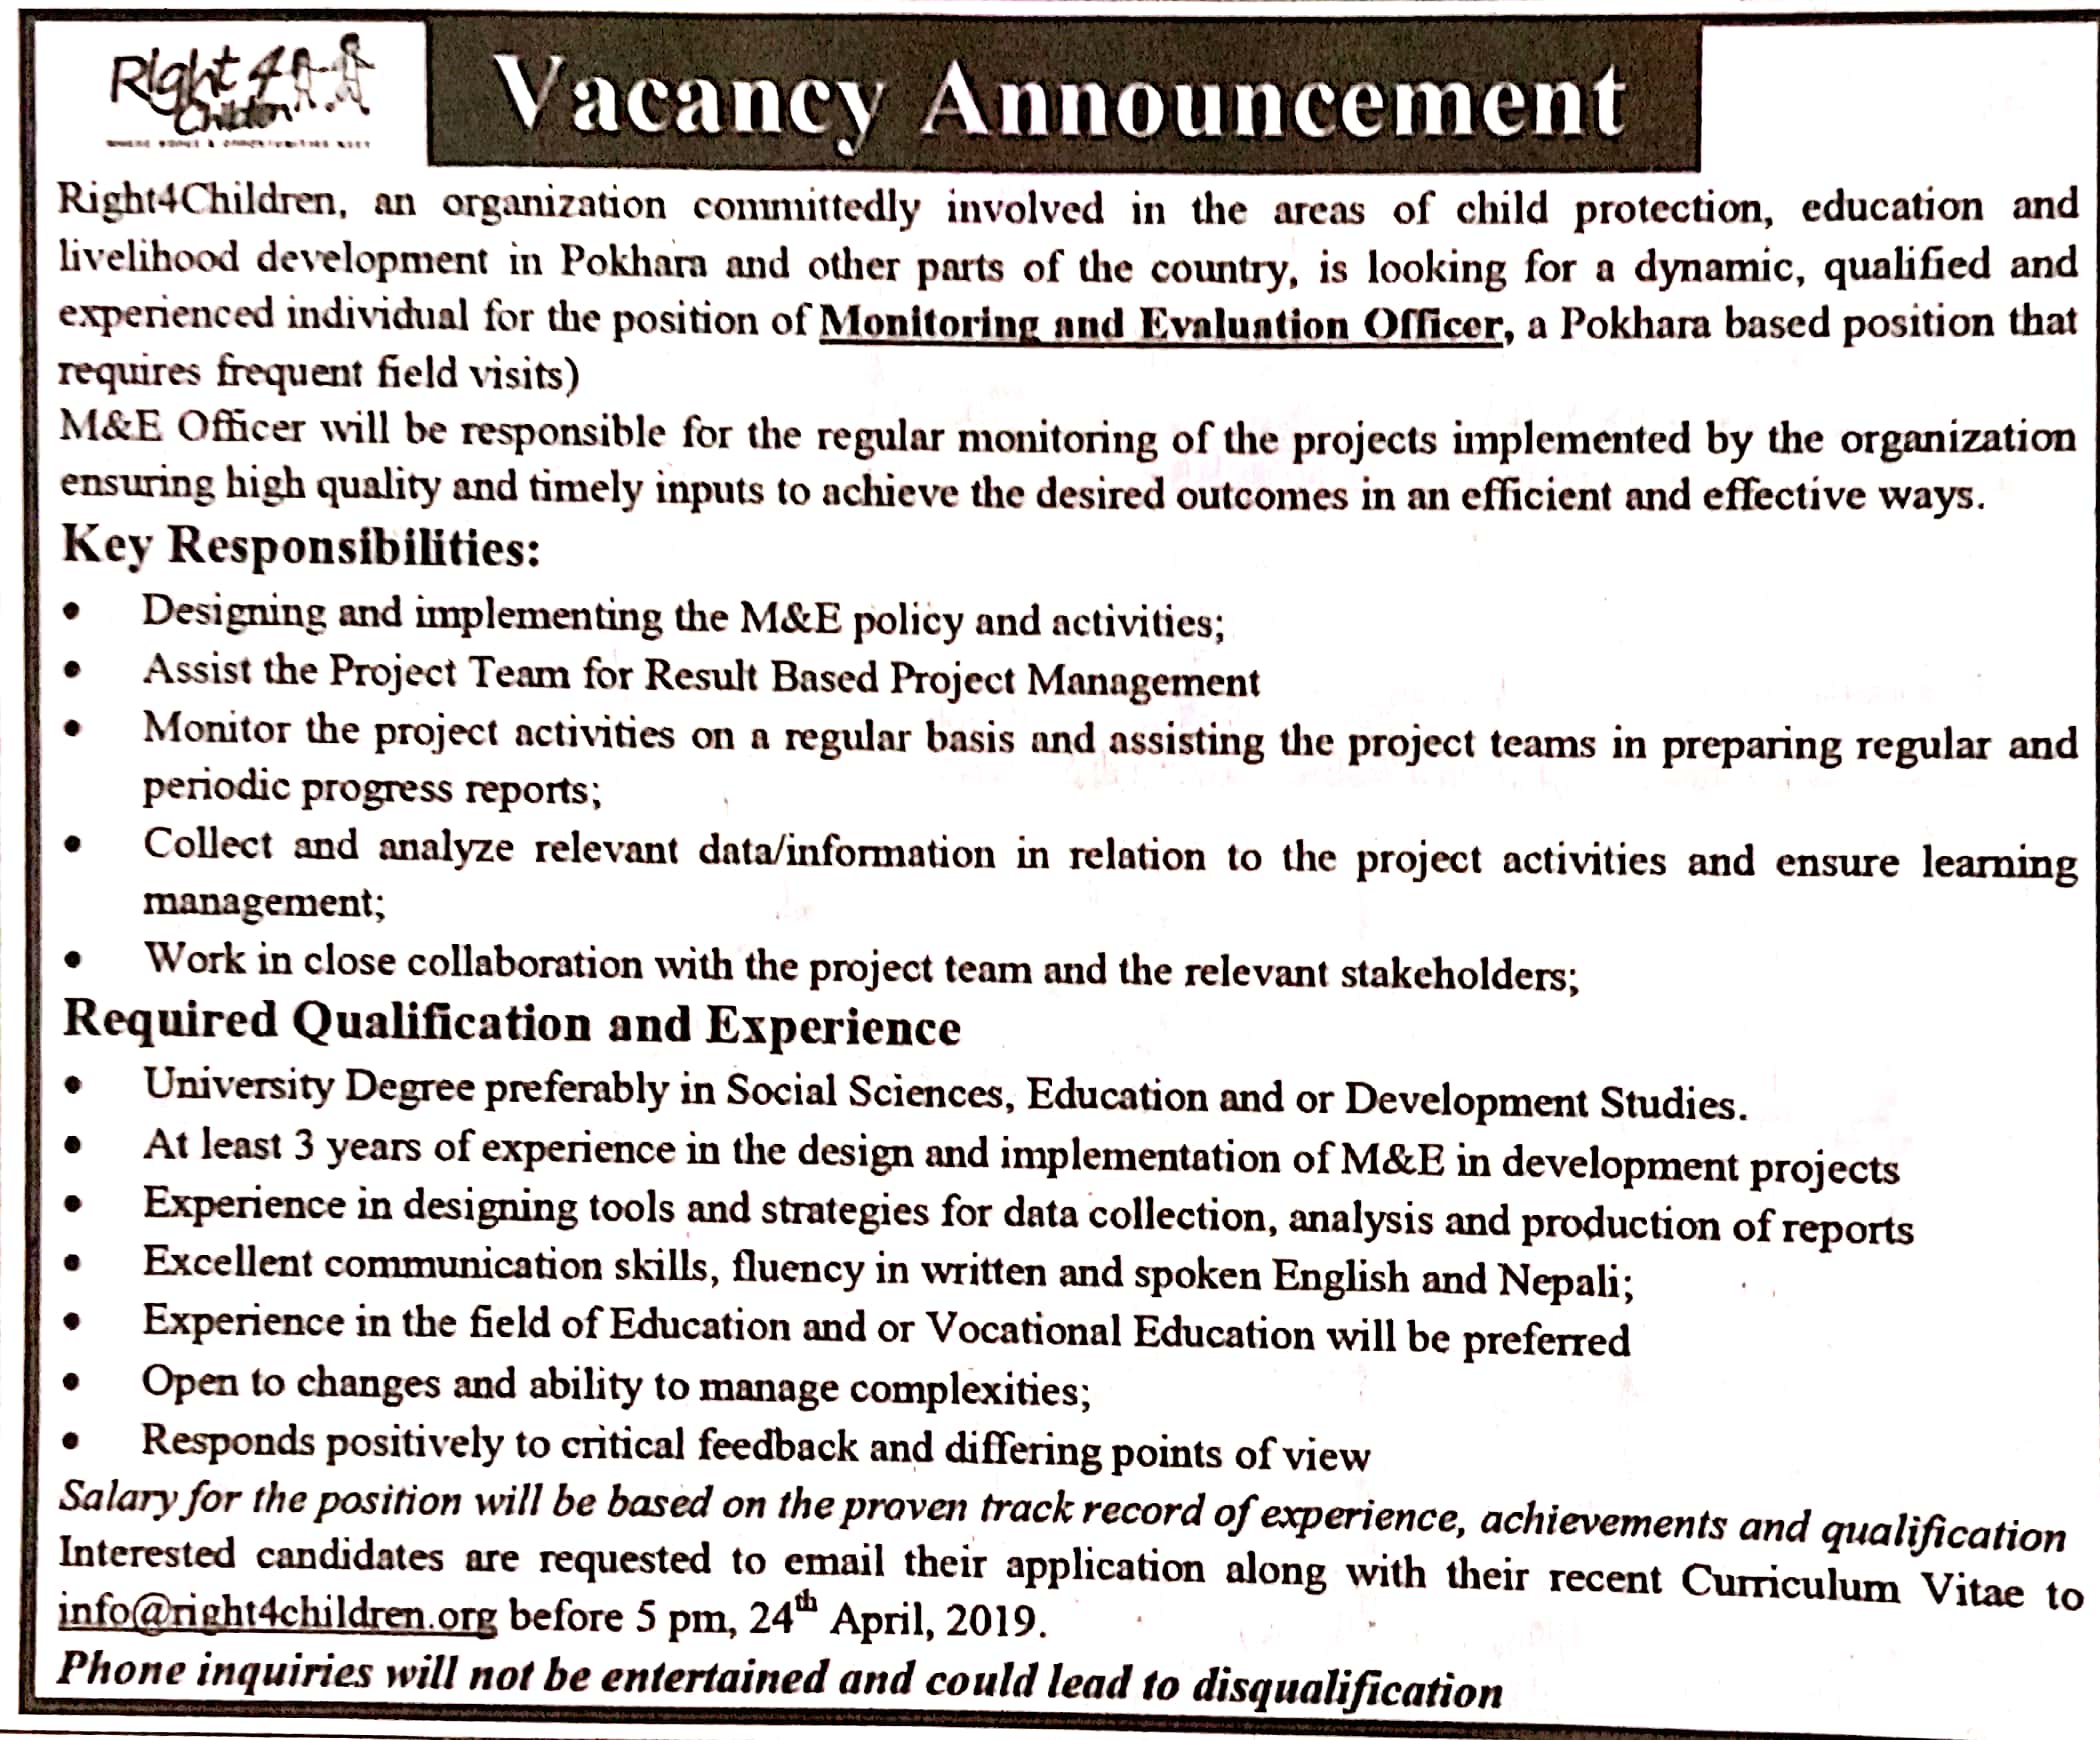 Right4
Children
Vacancy Announcement
Right4Children, an organization committedly involved in the areas of child protection, education and
livelihood development in Pokhara and other parts of the country, is looking for a dynamic, qualified and
experienced individual for the position of Monitoring and Evaluation Officer, a Pokhara based position that
requires frequent field visits)
M&E Officer will be responsible for the regular monitoring of the projects implemented by the organization
ensuring high quality and timely inputs to achieve the desired outcomes in an efficient and effective ways.
Key Responsibilities:
• Designing and implementing the M&E policy and activities;
• Assist the Project Team for Result Based Project Management
• Monitor the project activities on a regular basis and assisting the project teams in preparing regular and
periodic progress reports;
• Collect and analyze relevant data/information in relation to the project activities and ensure learning
management;
• Work in close collaboration with the project team and the relevant stakeholders;
Required Qualification and Experience
• University Degree preferably in Social Sciences, Education and or Development Studies.
• At least 3 years of experience in the design and implementation of M&E in development projects
• Experience in designing tools and strategies for data collection, analysis and production of reports
• Excellent communication skills, fluency in written and spoken English and Nepali;
• Experience in the field of Education and or Vocational Education will be preferred
• Open to changes and ability to manage complexities;
• Responds positively to critical feedback and differing points of view
Salary for the position will be based on the proven track record of experience, achievements and qualification
Interested candidates are requested to email their application along with their recent Curriculum Vitae to
info@right4children.org before 5 pm, 24th April, 2019.
Phone inquiries will not be entertained and could lead to disqualification